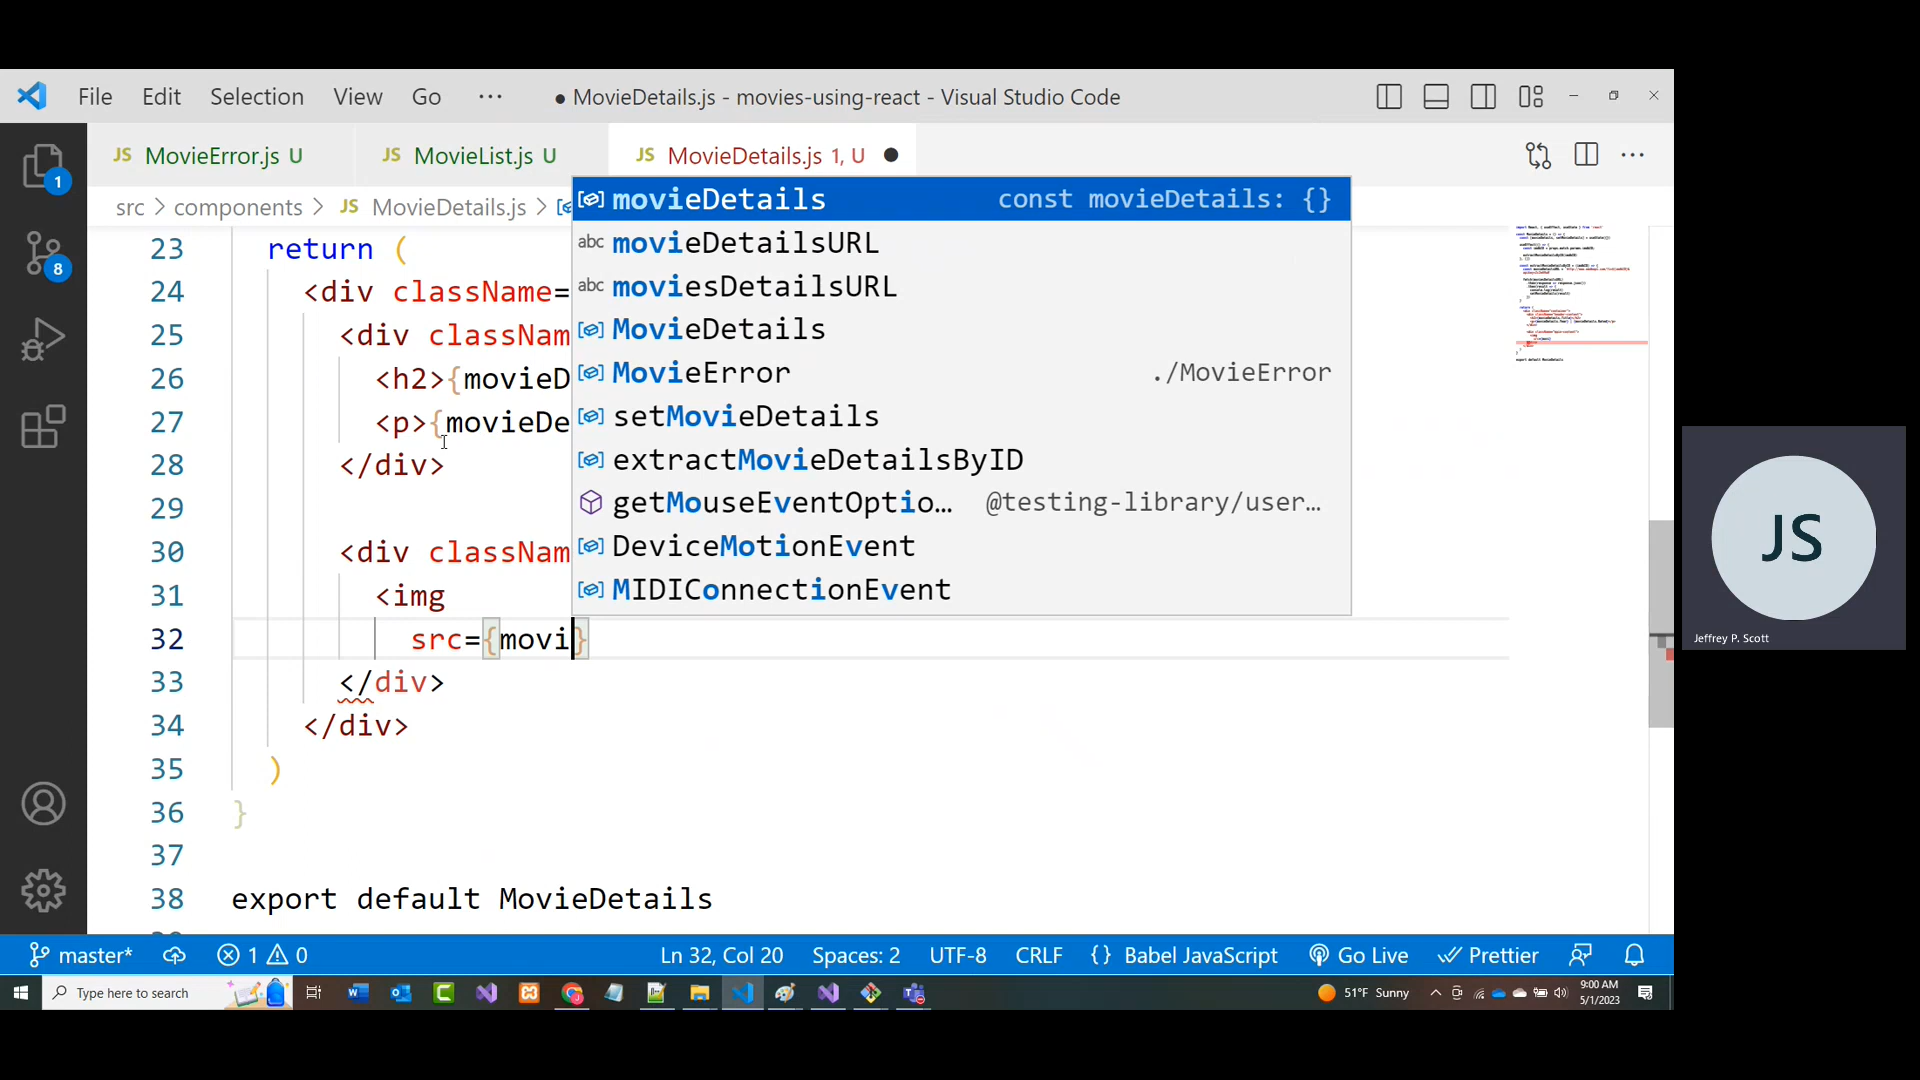 File Edit Selection View Go ··· ● MovieDetails.js - movies-using-react - Visual Studio Code
JS MovieError.js U JS MovieList.js U JS MovieDetails.js 1, U ●
src > components > JS MovieDetails.js >
movieDetails const movieDetails: {}
abc movieDetailsURL
abc moviesDetailsURL
MovieDetails
MovieError ./MovieError
setMovieDetails
extractMovieDetailsByID
getMouseEventOptio… @testing-library/user…
DeviceMotionEvent
MIDIConnectionEvent
23 return (
24 <div className=
25 <div classNam
26 <h2>{movieD
27 <p>{movieDe
28 </div>
29
30 <div classNam
31 <img
32 src={movi}
33 </div>
34 </div>
35 )
36 }
37
38 export default MovieDetails
1
8
JS
Jeffrey P. Scott
master* 1 0 Ln 32, Col 20 Spaces: 2 UTF-8 CRLF {} Babel JavaScript Go Live Prettier
Type here to search 51°F Sunny 9:00 AM
5/1/2023